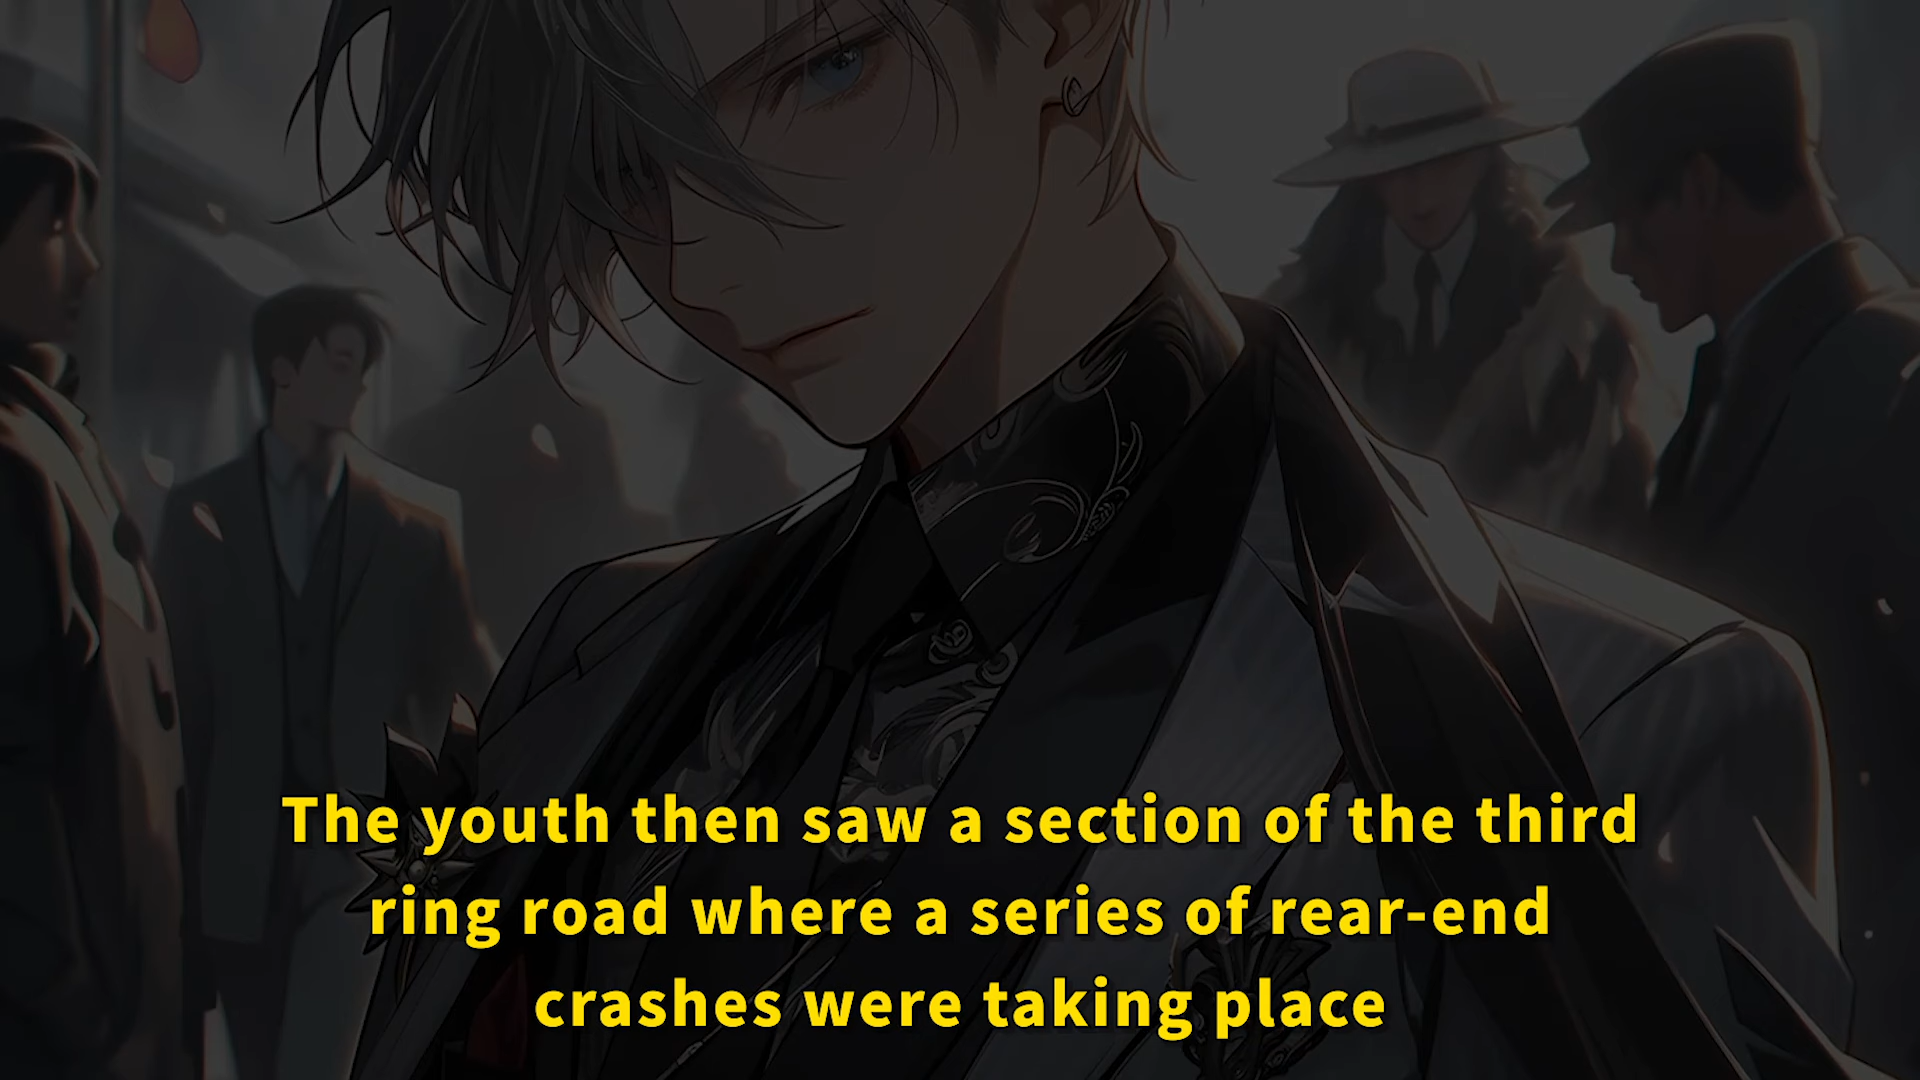 The youth then saw a section of the third
ring road where a series of rear-end
crashes were taking place